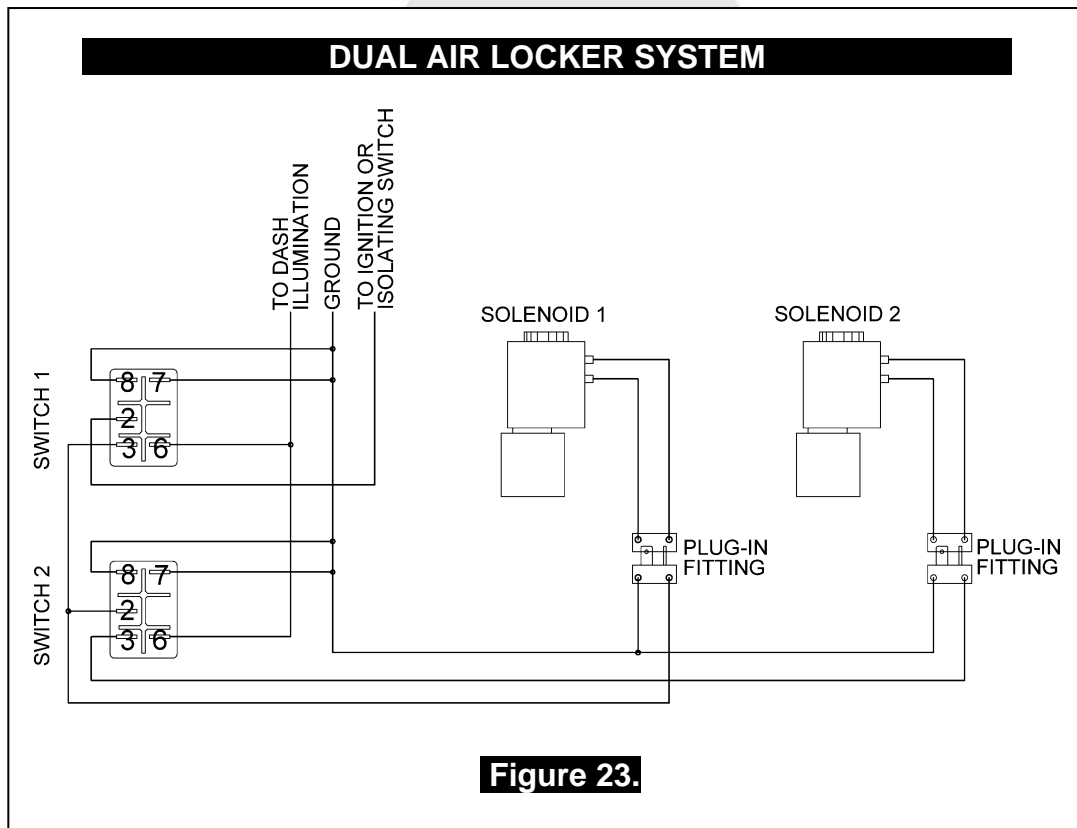 DUAL AIR LOCKER SYSTEM
TO DASH
ILLUMINATION
GROUND
TO IGNITION OR
ISOLATING SWITCH
SOLENOID 1
SOLENOID 2
SWITCH 1
8 7
2
3 6
SWITCH 2
8 7
2
3 6
PLUG-IN
FITTING
PLUG-IN
FITTING
Figure 23.